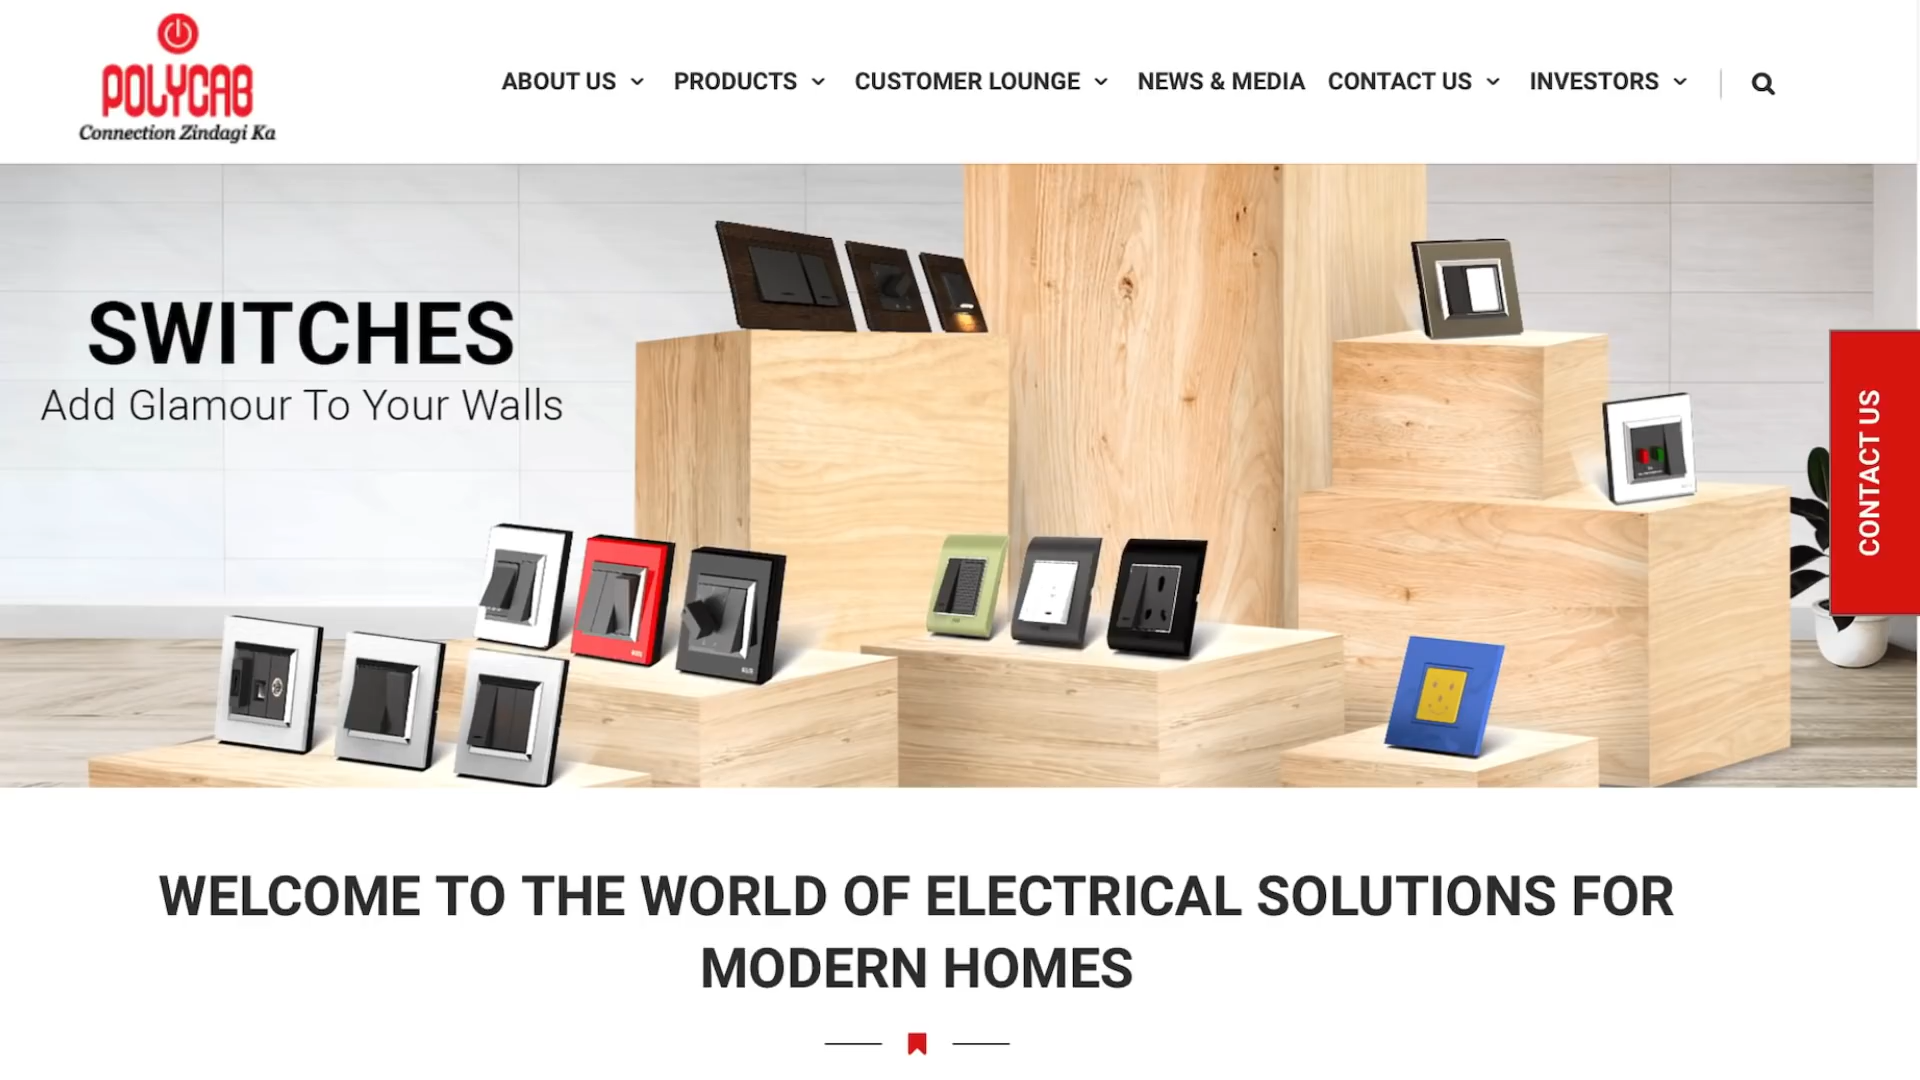 POLYCAB
Connection Zindagi Ka
ABOUT US PRODUCTS CUSTOMER LOUNGE NEWS & MEDIA CONTACT US INVESTORS
SWITCHES
Add Glamour To Your Walls
CONTACT US
WELCOME TO THE WORLD OF ELECTRICAL SOLUTIONS FOR
MODERN HOMES